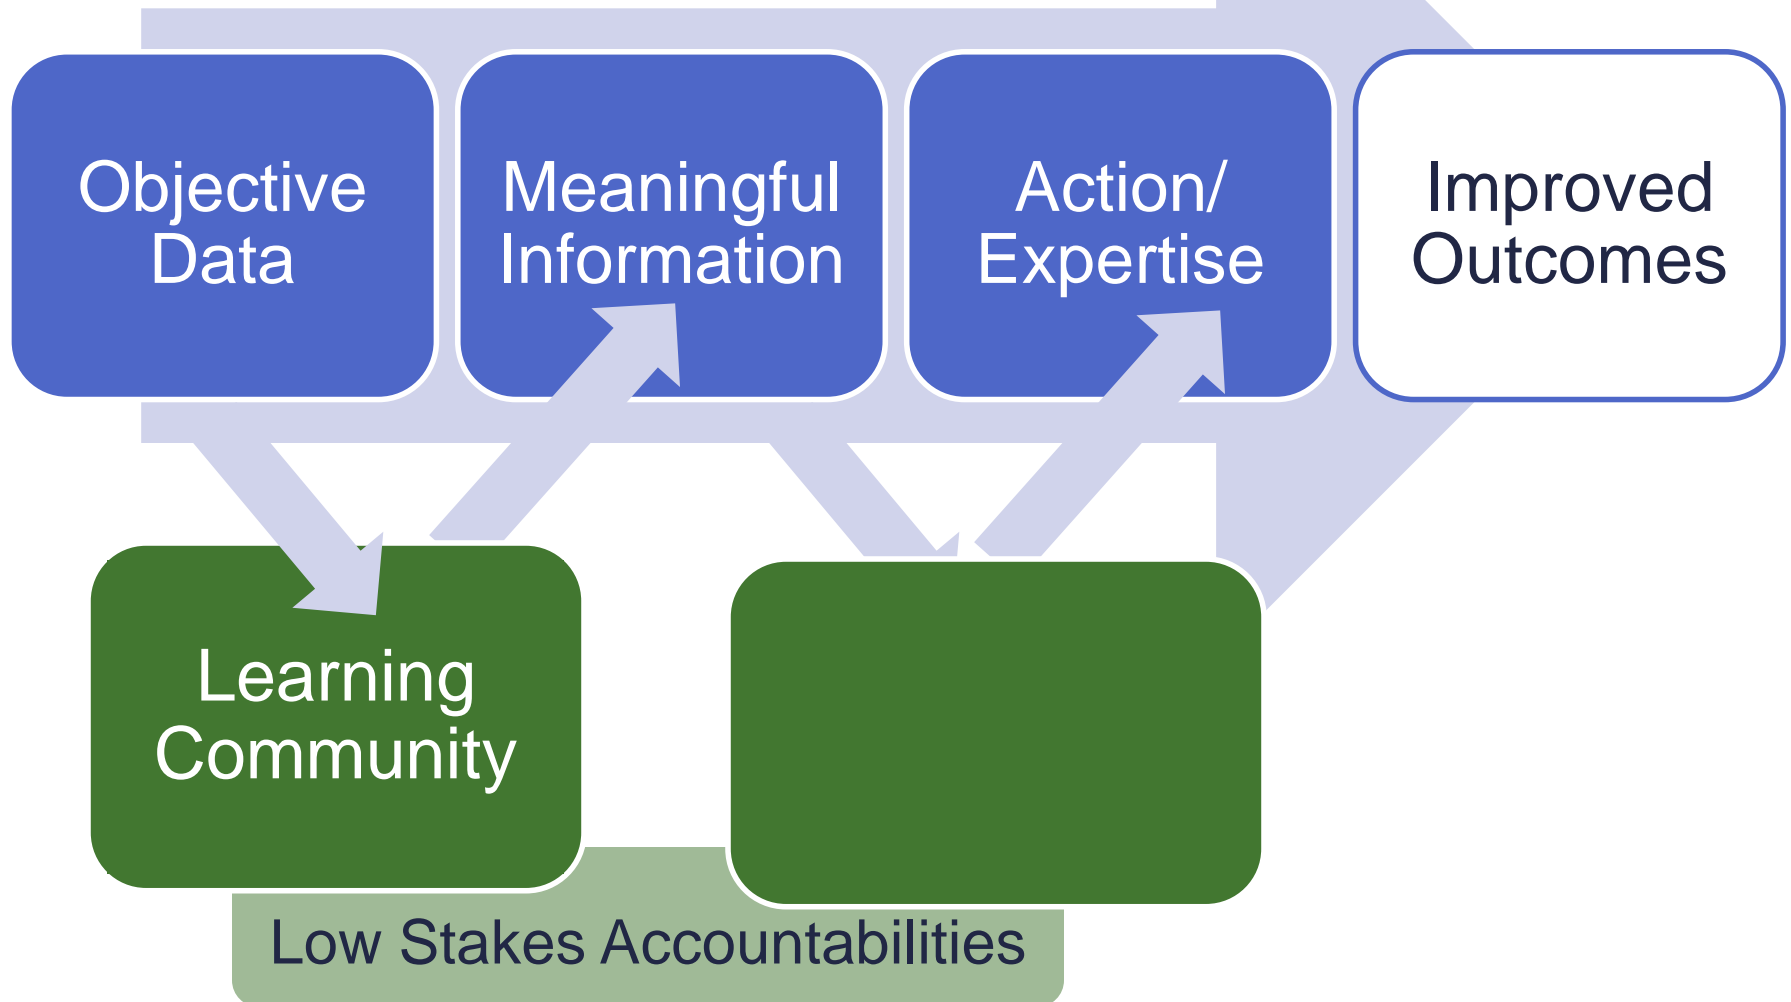 Objective
Data
Meaningful
Information
Action/
Expertise
Improved
Outcomes
Learning
Community
Low Stakes Accountabilities